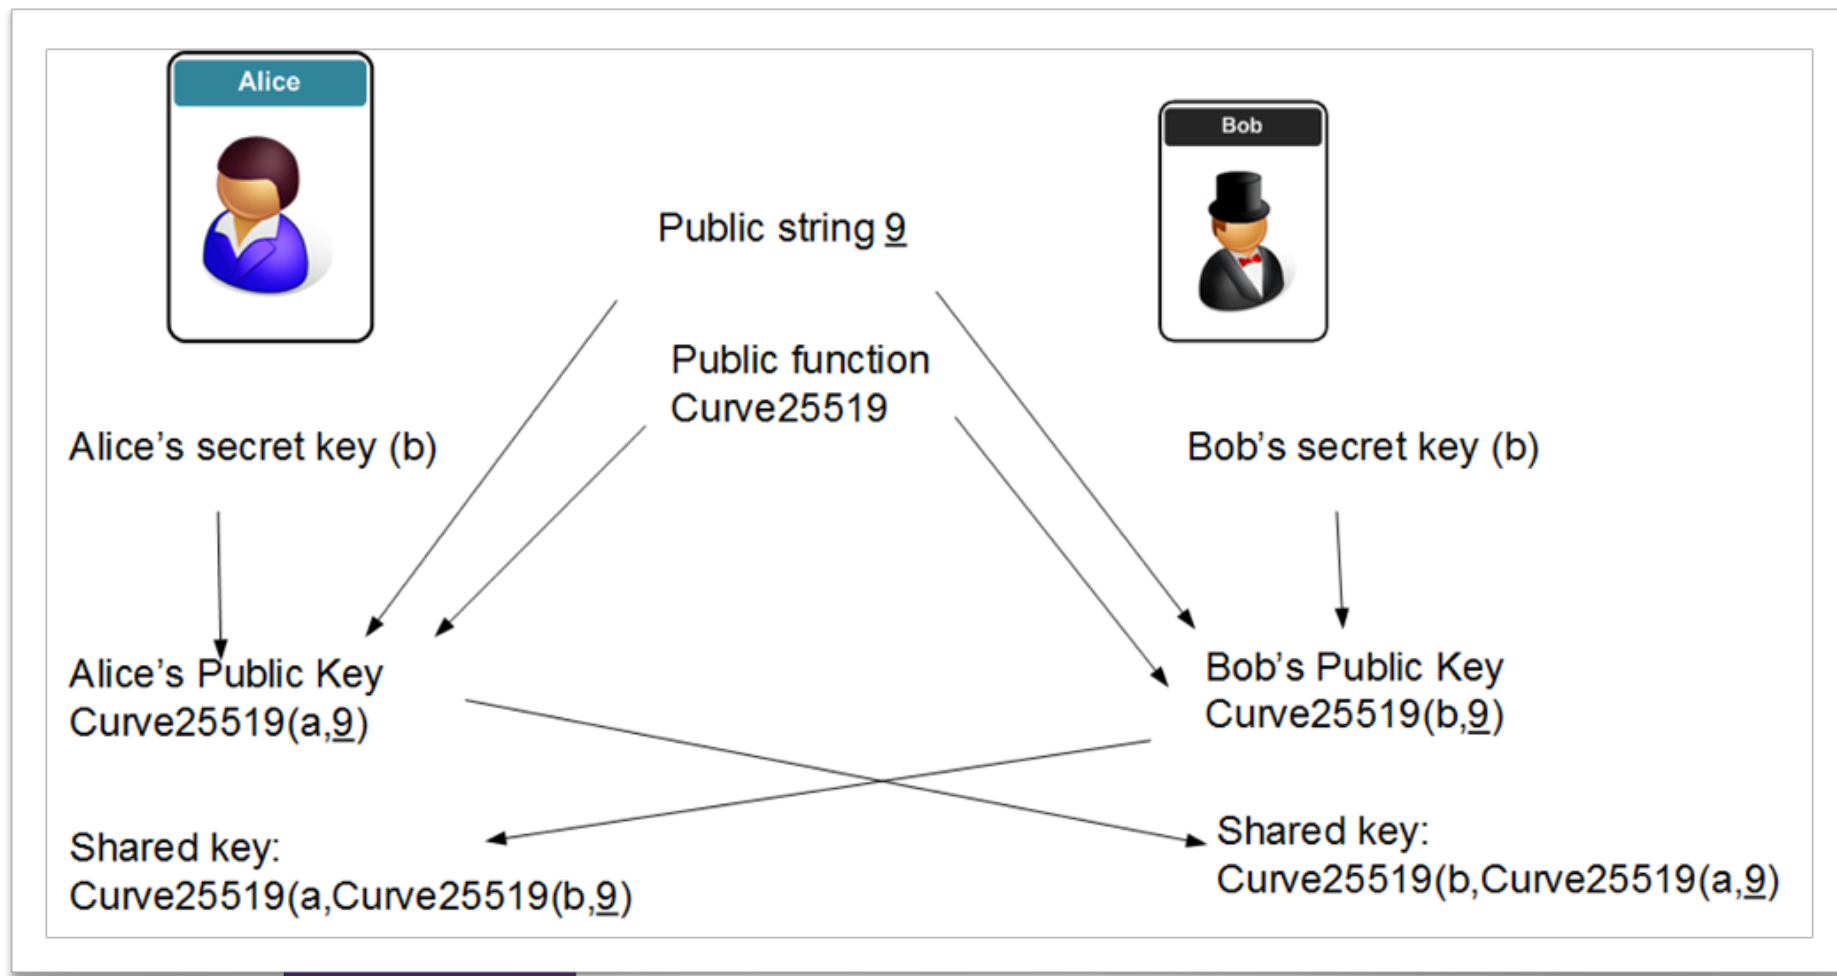 Alice
Bob
Public string 9
Public function
Curve25519
Alice’s secret key (b)
Bob’s secret key (b)
Alice’s Public Key
Curve25519(a,9)
Bob’s Public Key
Curve25519(b,9)
Shared key:
Curve25519(a,Curve25519(b,9)
Shared key:
Curve25519(b,Curve25519(a,9)